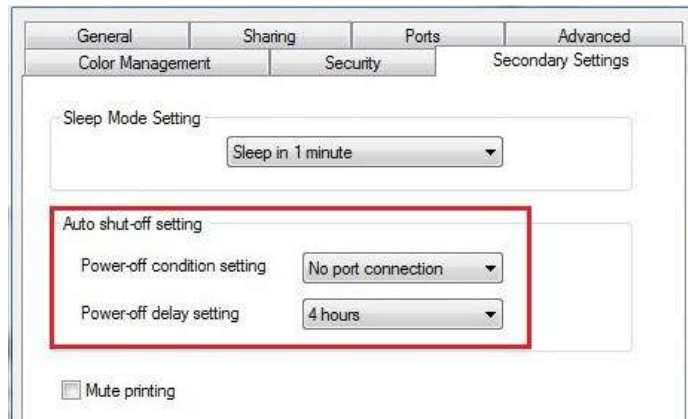 General Sharing Ports Advanced
Color Management Security Secondary Settings
Sleep Mode Setting
Sleep in 1 minute
Auto shut-off setting
Power-off condition setting No port connection
Power-off delay setting 4 hours
Mute printing